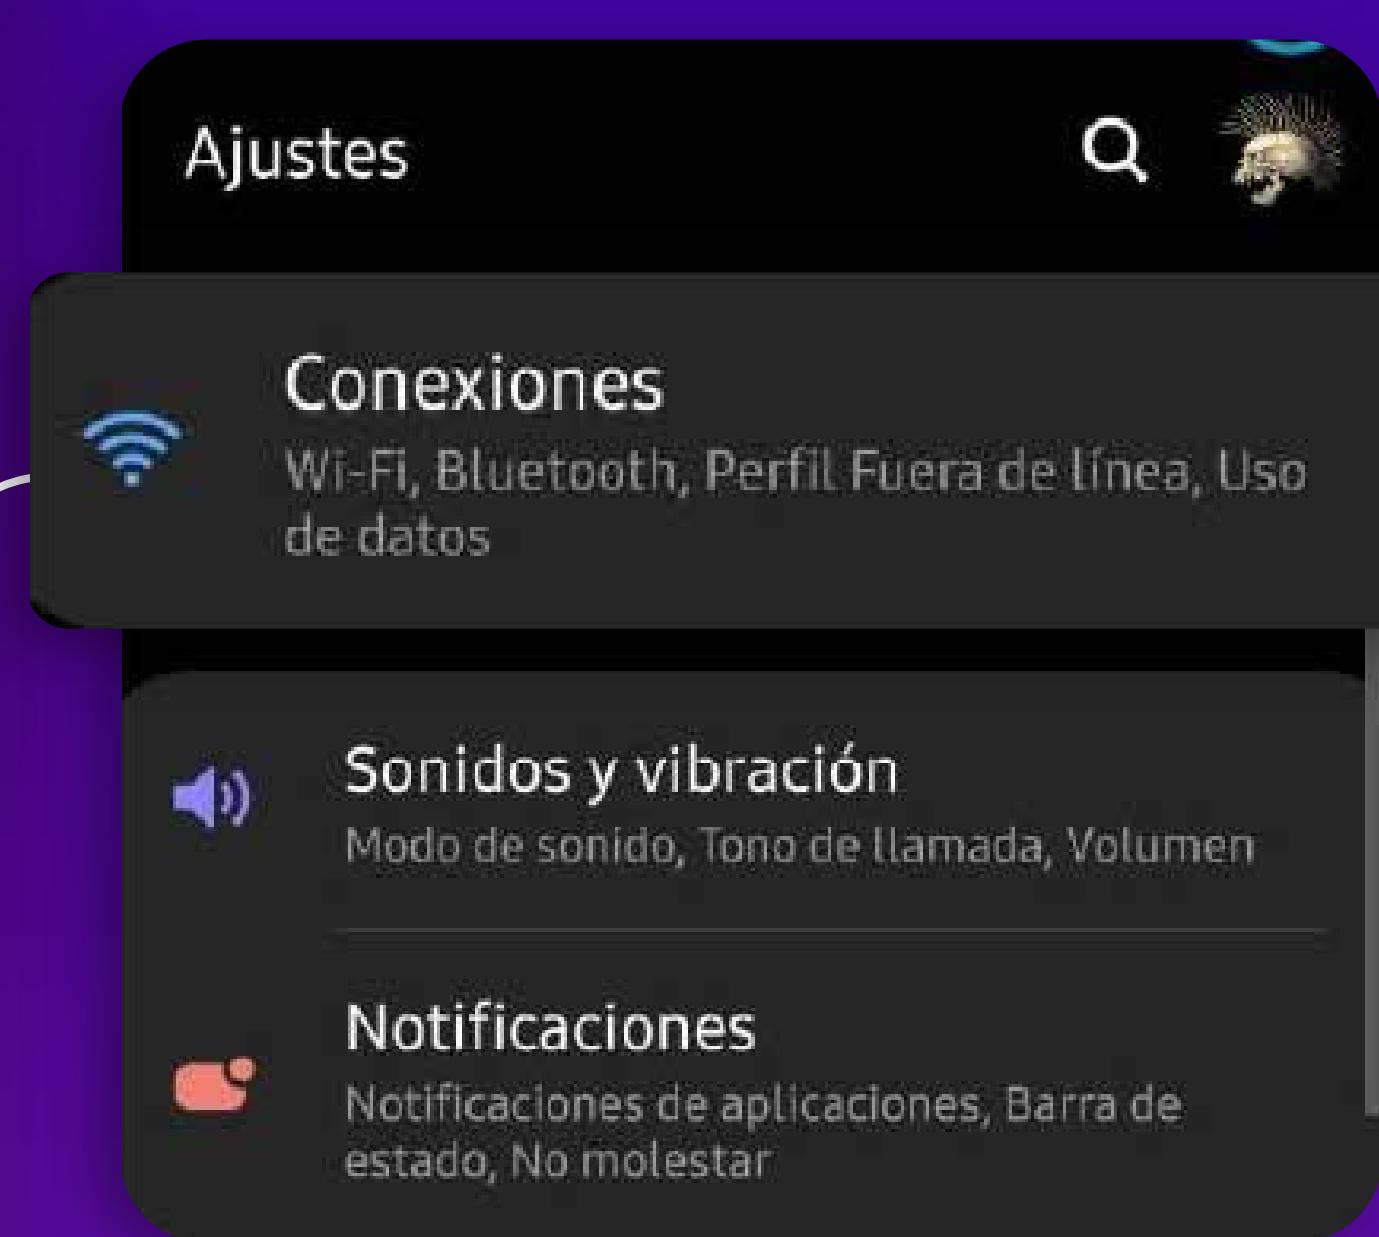 Ajustes
Conexiones
Wi-Fi, Bluetooth, Perfil Fuera de línea, Uso
de datos
Sonidos y vibración
Modo de sonido, Tono de llamada, Volumen
Notificaciones
Notificaciones de aplicaciones, Barra de
estado, No molestar